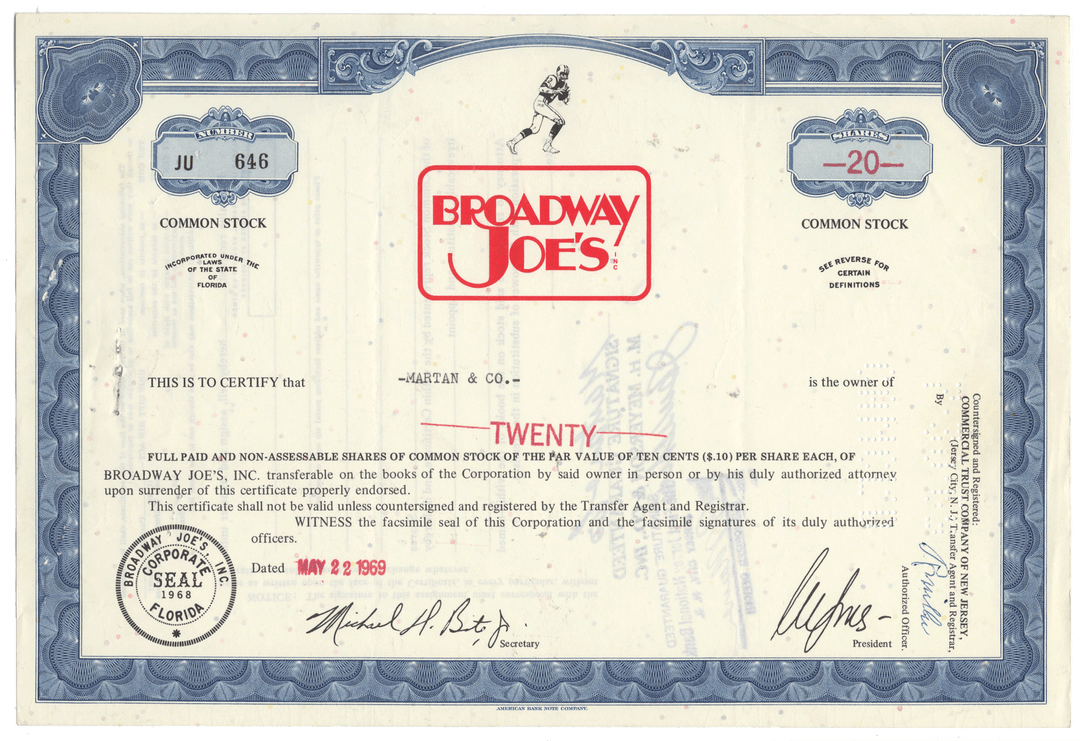 NUMBER
JU 646
COMMON STOCK
INCORPORATED UNDER THE
LAWS
OF THE STATE
OF
FLORIDA
BROADWAY
JOE'S INC
SHARES
—20—
COMMON STOCK
SEE REVERSE FOR
CERTAIN
DEFINITIONS
THIS IS TO CERTIFY that -MARTAN & CO.- is the owner of
—TWENTY—
FULL PAID AND NON-ASSESSABLE SHARES OF COMMON STOCK OF THE PAR VALUE OF TEN CENTS ($.10) PER SHARE EACH, OF
BROADWAY JOE'S, INC. transferable on the books of the Corporation by said owner in person or by his duly authorized attorney
upon surrender of this certificate properly endorsed.
This certificate shall not be valid unless countersigned and registered by the Transfer Agent and Registrar.
WITNESS the facsimile seal of this Corporation and the facsimile signatures of its duly authorized
officers.
Dated MAY 22 1969
BROADWAY JOE'S, INC.
CORPORATE
SEAL
1968
FLORIDA
Michael H.
Secretary
President
Countersigned and Registered:
COMMERCIAL TRUST COMPANY OF NEW JERSEY,
(Jersey City, N. J.) Transfer Agent and Registrar,
By
Authorized Officer.
AMERICAN BANK NOTE COMPANY.